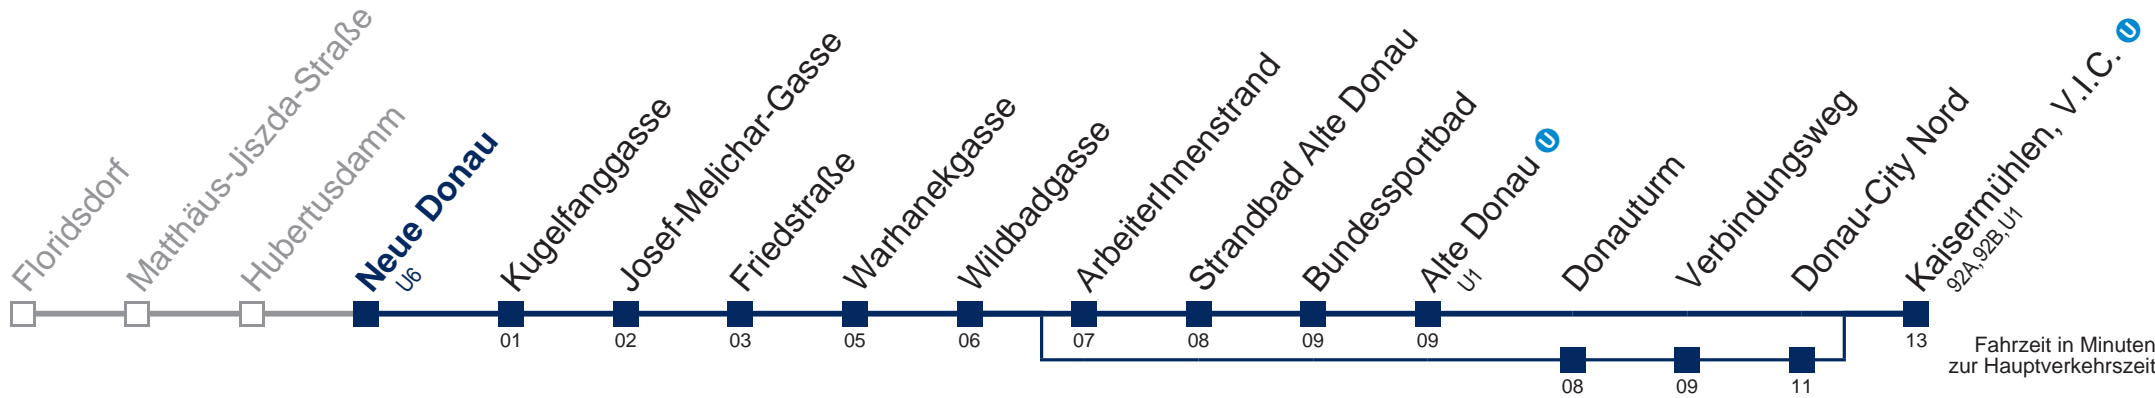 Floridsdorf
Matthäus-Jiszda-Straße
Hubertusdamm
Neue Donau
U6
Kugelfanggasse
Josef-Melichar-Gasse
Friedstraße
Warhanekgasse
Wildbadgasse
ArbeiterInnenstrand
Strandbad Alte Donau
Bundessportbad
Alte Donau U
U1
Donauturm
Verbindungsweg
Donau-City Nord
Kaisermühlen, V.I.C. U
92A, 92B, U1
01
02
03
05
06
07
08
09
09
13
08
09
11
Fahrzeit in Minuten
zur Hauptverkehrszeit